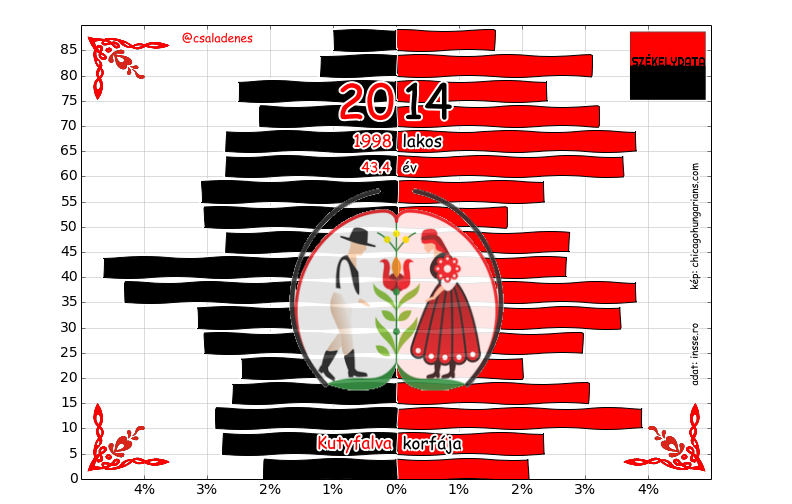 @csaladenes
SZÉKELYDATA
2014
1998 lakos
43.4 év
kép: chicagohungarians.com
adat: insse.ro
Kutyfalva korfája
85
80
75
70
65
60
55
50
45
40
35
30
25
20
15
10
5
0
4% 3% 2% 1% 0% 1% 2% 3% 4%